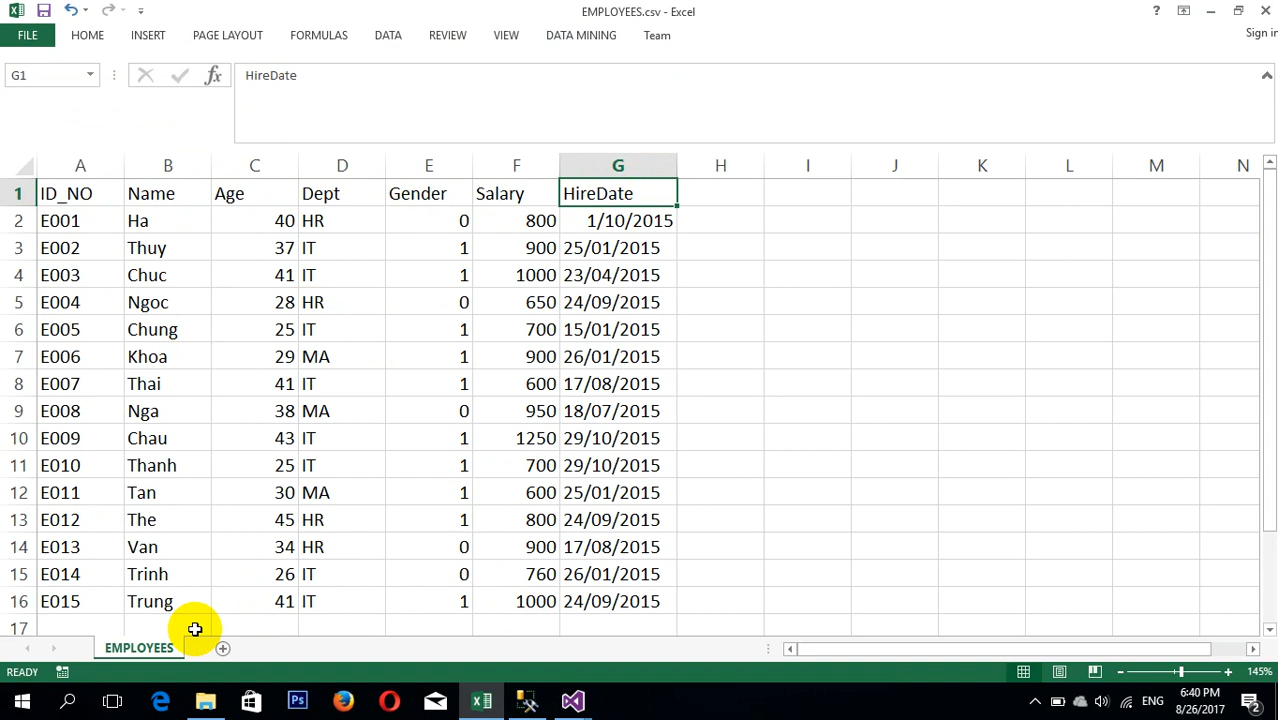 EMPLOYEES.csv - Excel
?
FILE HOME INSERT PAGE LAYOUT FORMULAS DATA REVIEW VIEW DATA MINING Team Sign in
G1 fx HireDate
A B C D E F G H I J K L M N
1 ID_NO Name Age Dept Gender Salary HireDate
2 E001 Ha 40 HR 0 800 1/10/2015
3 E002 Thuy 37 IT 1 900 25/01/2015
4 E003 Chuc 41 IT 1 1000 23/04/2015
5 E004 Ngoc 28 HR 0 650 24/09/2015
6 E005 Chung 25 IT 1 700 15/01/2015
7 E006 Khoa 29 MA 1 900 26/01/2015
8 E007 Thai 41 IT 1 600 17/08/2015
9 E008 Nga 38 MA 0 950 18/07/2015
10 E009 Chau 43 IT 1 1250 29/10/2015
11 E010 Thanh 25 IT 1 700 29/10/2015
12 E011 Tan 30 MA 1 600 25/01/2015
13 E012 The 45 HR 1 800 24/09/2015
14 E013 Van 34 HR 0 900 17/08/2015
15 E014 Trinh 26 IT 0 760 26/01/2015
16 E015 Trung 41 IT 1 1000 24/09/2015
17
EMPLOYEES
READY 145%
Ps ENG 6:40 PM
8/26/2017 2